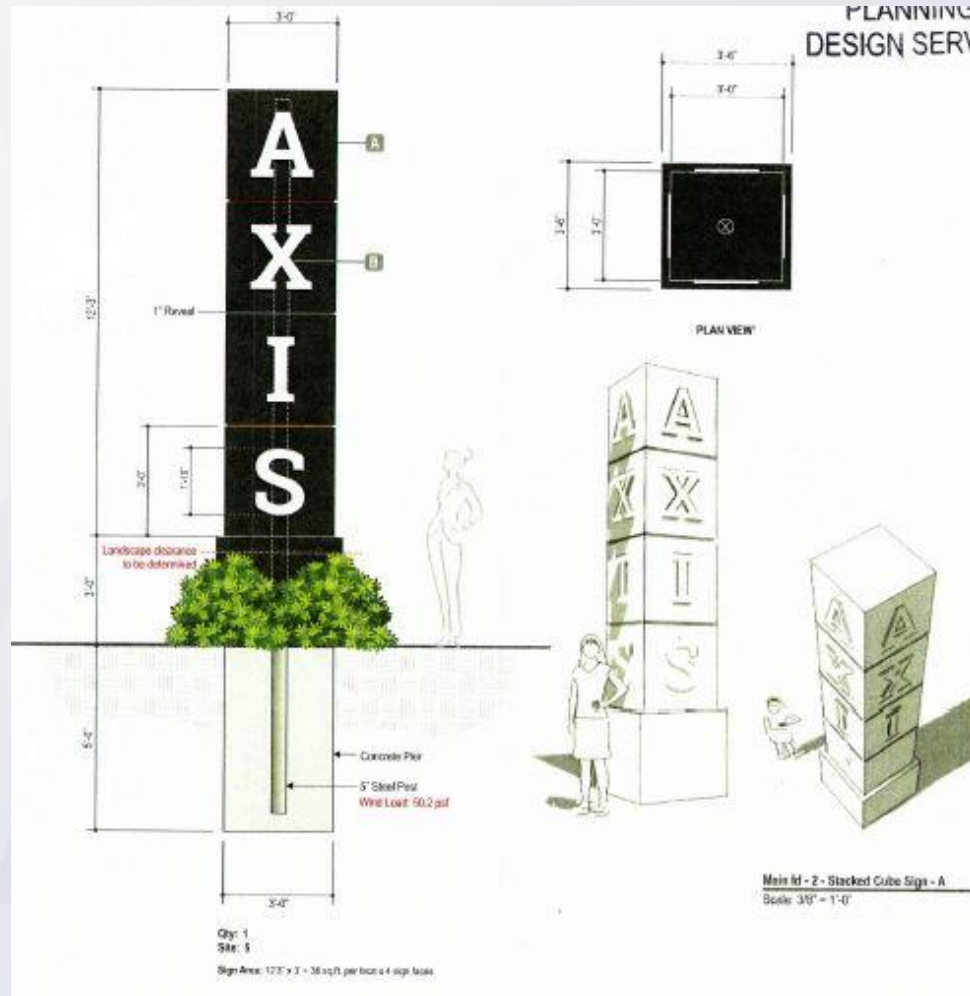 PLANNING
DESIGN SERV
3'-0"
3'-6"
3'-0"
A
A
X
B
3'-6"
3'-0"
12'-3"
1" Reveal
PLAN VIEW
I
3'-0"
1'-10"
S
Landscape clearance
to be determined
3'-0"
A A
X X
I I
S S
A A
X X
I I
5'-0"
Concrete Pier
5" Steel Post
Wind Load: 50.2 psf
3'-0"
Main Id - 2 - Stacked Cube Sign - A
Scale: 3/8" = 1'-0"
Qty: 1
Site: 5
Sign Area: 12'3" x 3' = 36 sq.ft. per face x 4 sign faces